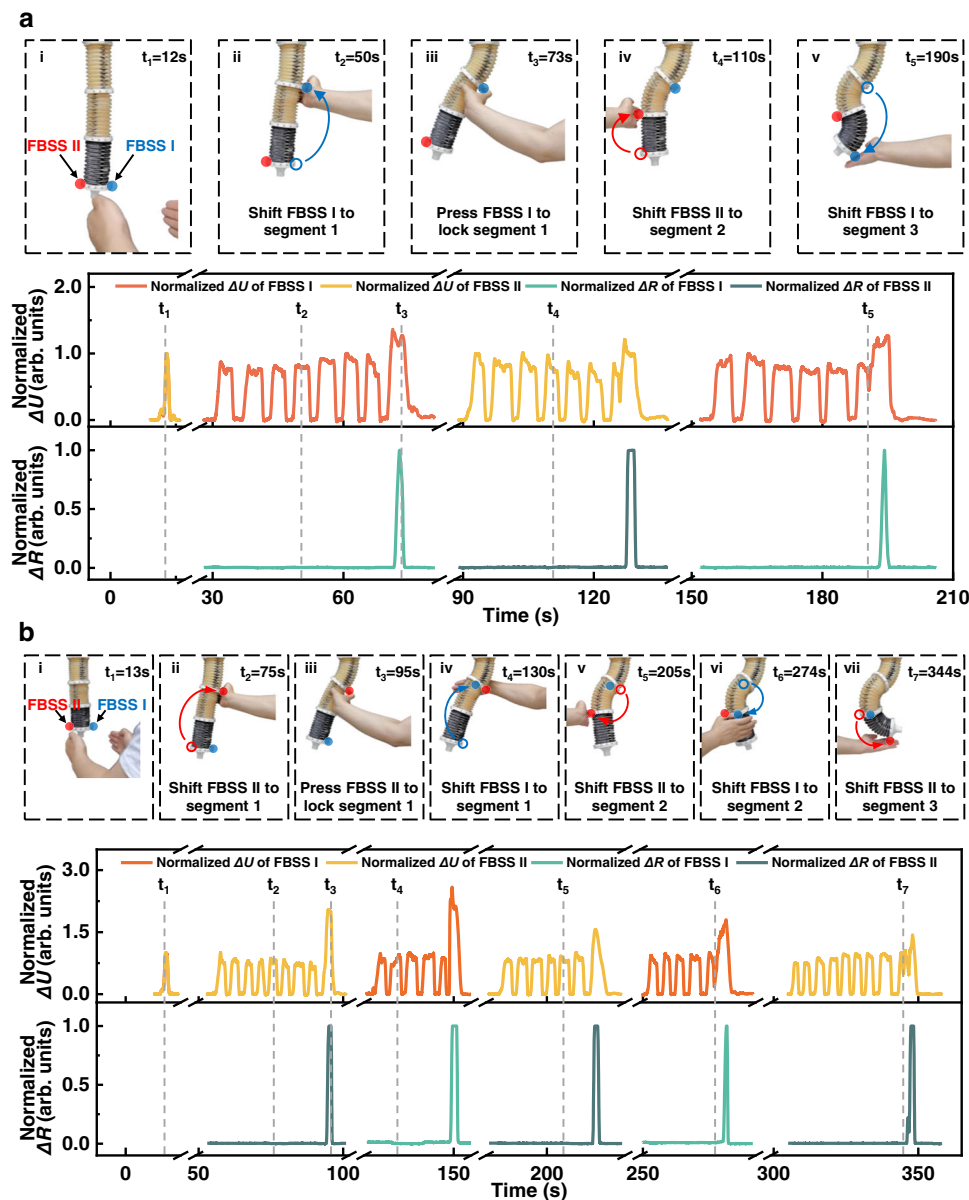 a
i
t₁=12s
FBSS II
FBSS I
ii
t₂=50s
Shift FBSS I to
segment 1
iii
t₃=73s
Press FBSS I to
lock segment 1
iv
t₄=110s
Shift FBSS II to
segment 2
v
t₅=190s
Shift FBSS I to
segment 3
Normalized ΔU of FBSS I
Normalized ΔU of FBSS II
Normalized ΔR of FBSS I
Normalized ΔR of FBSS II
t₁
t₂
t₃
t₄
t₅
Normalized
ΔU (arb. units)
2.0
1.0
0.0
Normalized
ΔR (arb. units)
1.0
0.5
0.0
0
30
60
90
120
150
180
210
Time (s)
b
i
t₁=13s
FBSS II
FBSS I
ii
t₂=75s
Shift FBSS II to
segment 1
iii
t₃=95s
Press FBSS II to
lock segment 1
iv
t₄=130s
Shift FBSS I to
segment 1
v
t₅=205s
Shift FBSS II to
segment 2
vi
t₆=274s
Shift FBSS I to
segment 2
vii
t₇=344s
Shift FBSS II to
segment 3
Normalized ΔU of FBSS I
Normalized ΔU of FBSS II
Normalized ΔR of FBSS I
Normalized ΔR of FBSS II
t₁
t₂
t₃
t₄
t₅
t₆
t₇
Normalized
ΔU (arb. units)
3.0
1.5
0.0
Normalized
ΔR (arb. units)
1.0
0.5
0.0
0
50
100
150
200
250
300
350
Time (s)